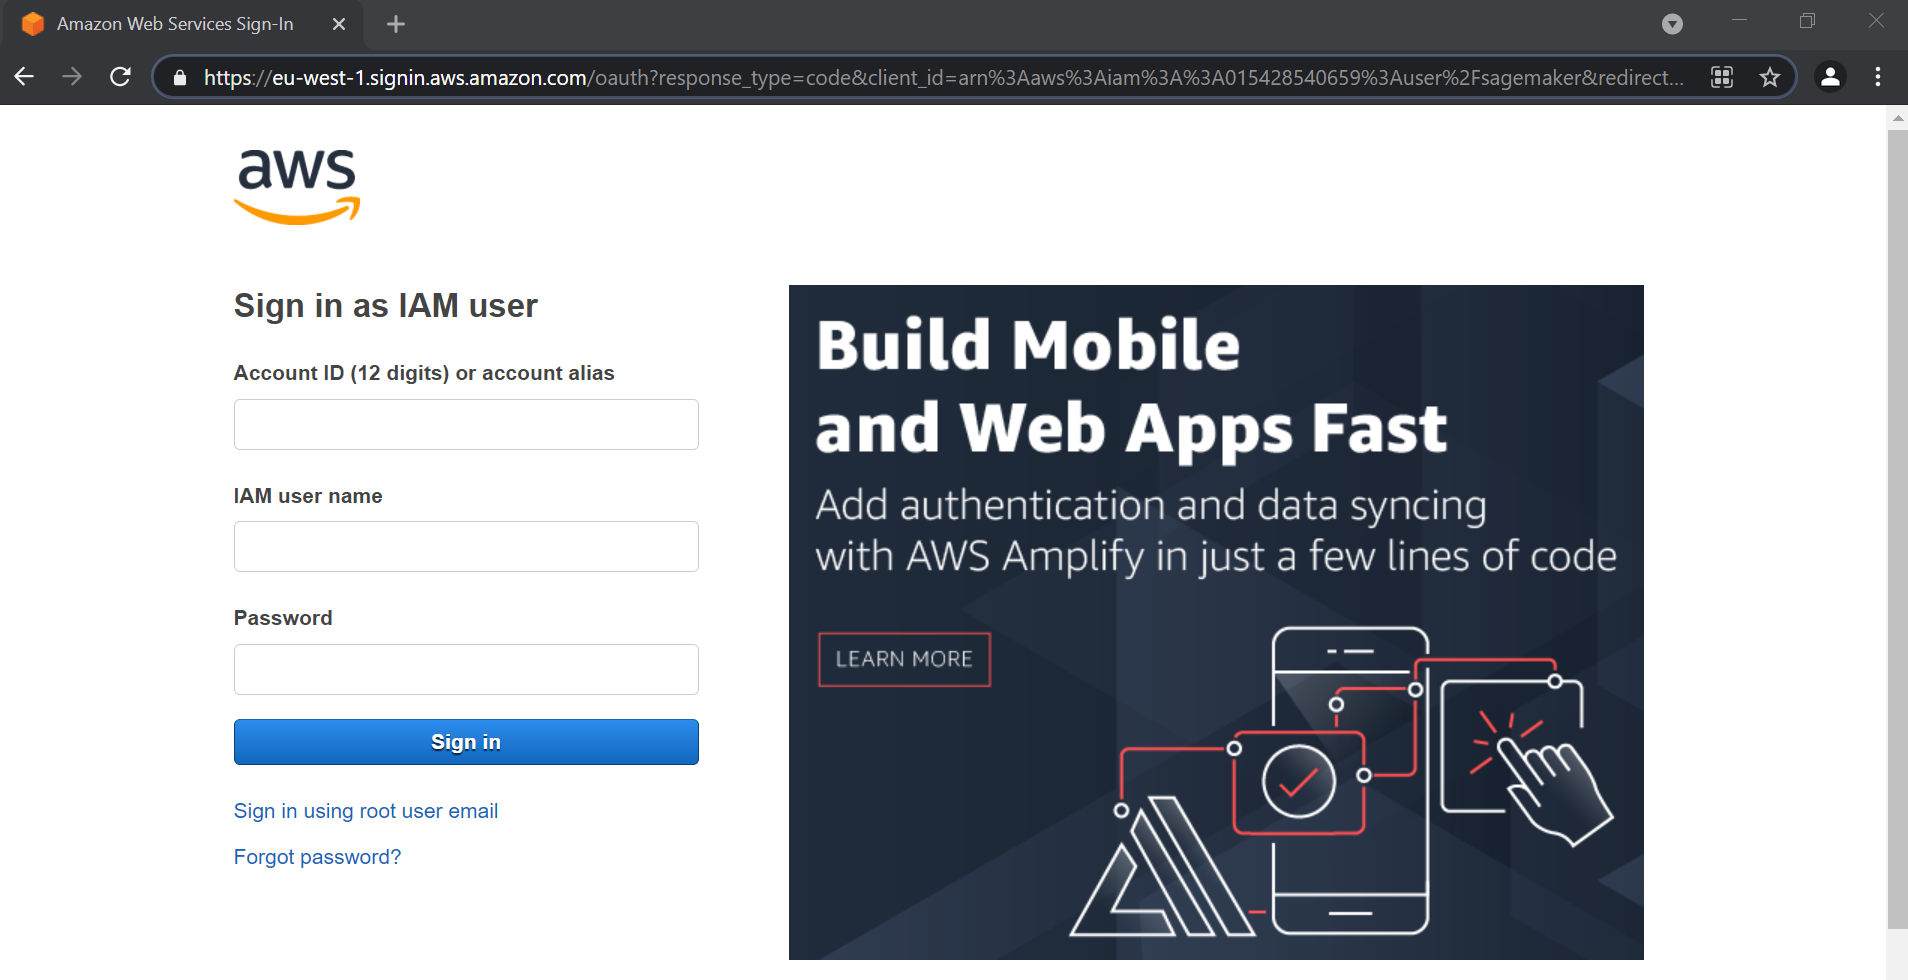 Amazon Web Services Sign-In
https://eu-west-1.signin.aws.amazon.com/oauth?response_type=code&client_id=arn%3Aaws%3Aiam%3A%3A015428540659%3Auser%2Fsagemaker&redirect...
aws
Sign in as IAM user
Account ID (12 digits) or account alias
IAM user name
Password
Sign in
Sign in using root user email
Forgot password?
Build Mobile
and Web Apps Fast
Add authentication and data syncing
with AWS Amplify in just a few lines of code
LEARN MORE